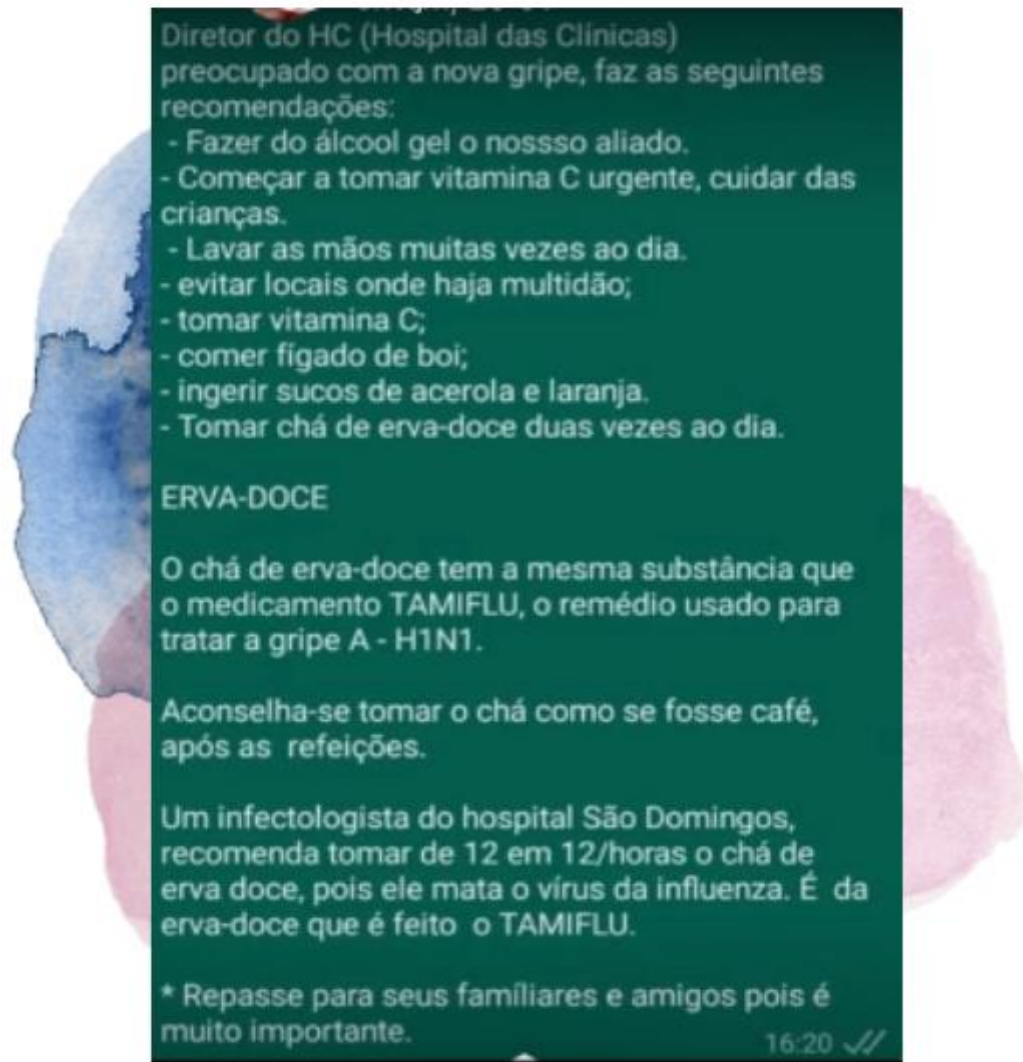 Diretor do HC (Hospital das Clínicas)
preocupado com a nova gripe, faz as seguintes
recomendações:
- Fazer do álcool gel o nossso aliado.
- Começar a tomar vitamina C urgente, cuidar das
crianças.
- Lavar as mãos muitas vezes ao dia.
- evitar locais onde haja multidão;
- tomar vitamina C;
- comer fígado de boi;
- ingerir sucos de acerola e laranja.
- Tomar chá de erva-doce duas vezes ao dia.
ERVA-DOCE
O chá de erva-doce tem a mesma substância que
o medicamento TAMIFLU, o remédio usado para
tratar a gripe A - H1N1.
Aconselha-se tomar o chá como se fosse café,
após as refeições.
Um infectologista do hospital São Domingos,
recomenda tomar de 12 em 12/horas o chá de
erva doce, pois ele mata o vírus da influenza. É da
erva-doce que é feito o TAMIFLU.
* Repasse para seus famíliares e amigos pois é
muito importante.
16:20